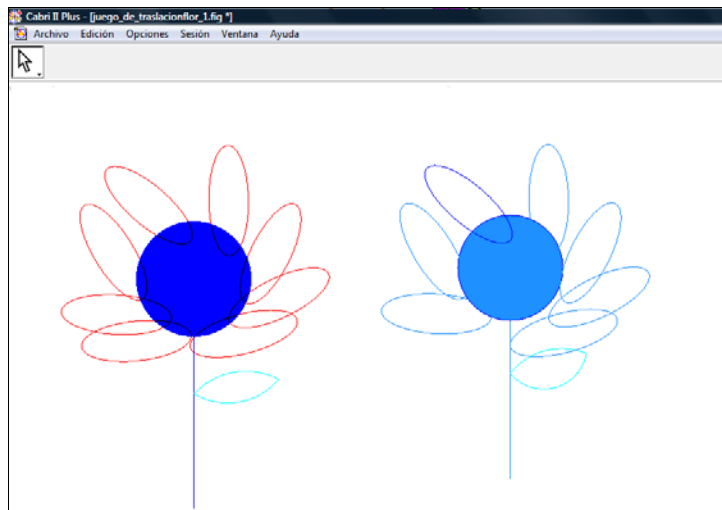 Cabri II Plus - [juego_de_traslacionflor_1.fig *]
Archivo Edición Opciones Sesión Ventana Ayuda